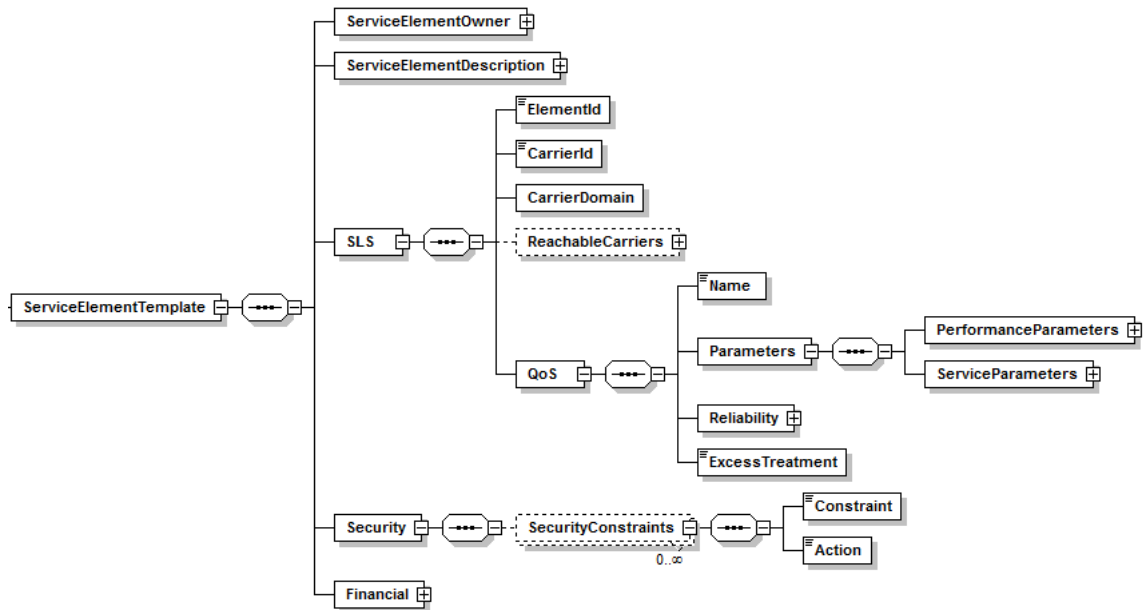 ServiceElementOwner
ServiceElementDescription
ElementId
CarrierId
CarrierDomain
SLS
ReachableCarriers
Name
ServiceElementTemplate
PerformanceParameters
Parameters
QoS
ServiceParameters
Reliability
ExcessTreatment
Constraint
Security
SecurityConstraints
Action
0..∞
Financial